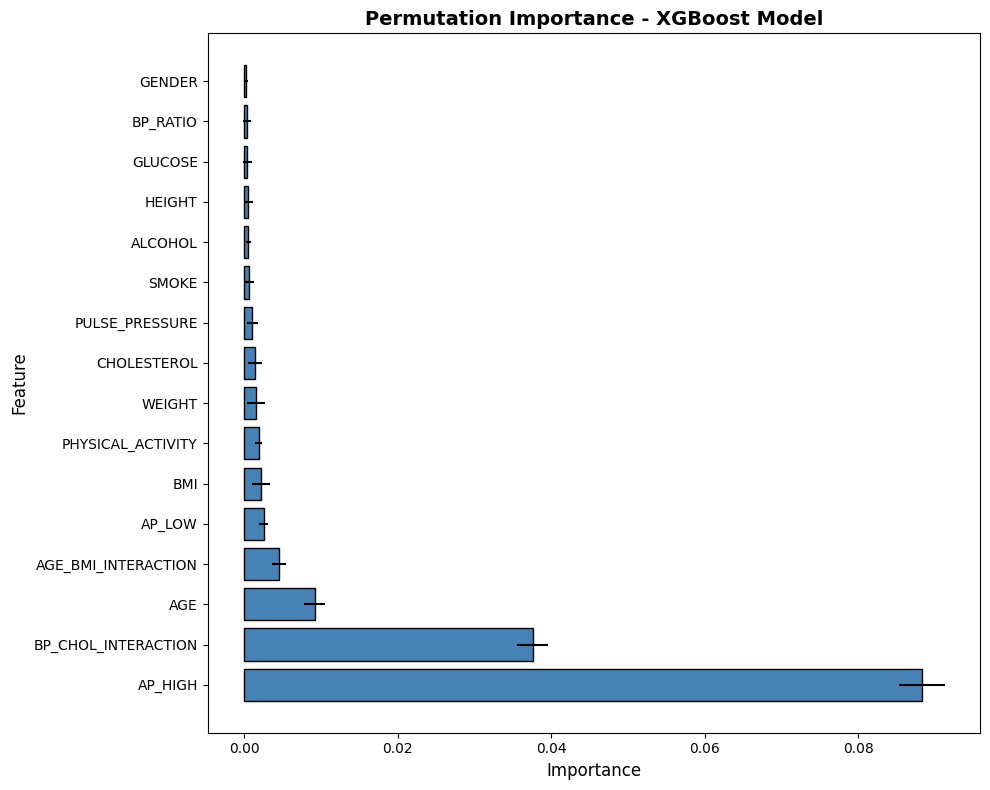 Permutation Importance - XGBoost Model
Feature
GENDER
BP_RATIO
GLUCOSE
HEIGHT
ALCOHOL
SMOKE
PULSE_PRESSURE
CHOLESTEROL
WEIGHT
PHYSICAL_ACTIVITY
BMI
AP_LOW
AGE_BMI_INTERACTION
AGE
BP_CHOL_INTERACTION
AP_HIGH
0.00 0.02 0.04 0.06 0.08
Importance